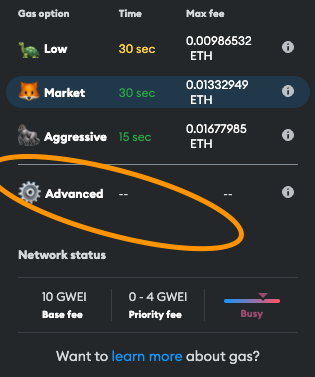 Gas option Time Max fee
Low 30 sec 0.00986532 ETH
Market 30 sec 0.01332949 ETH
Aggressive 15 sec 0.01677985 ETH
Advanced -- --
Network status
10 GWEI 0 - 4 GWEI
Base fee Priority fee Busy
Want to learn more about gas?